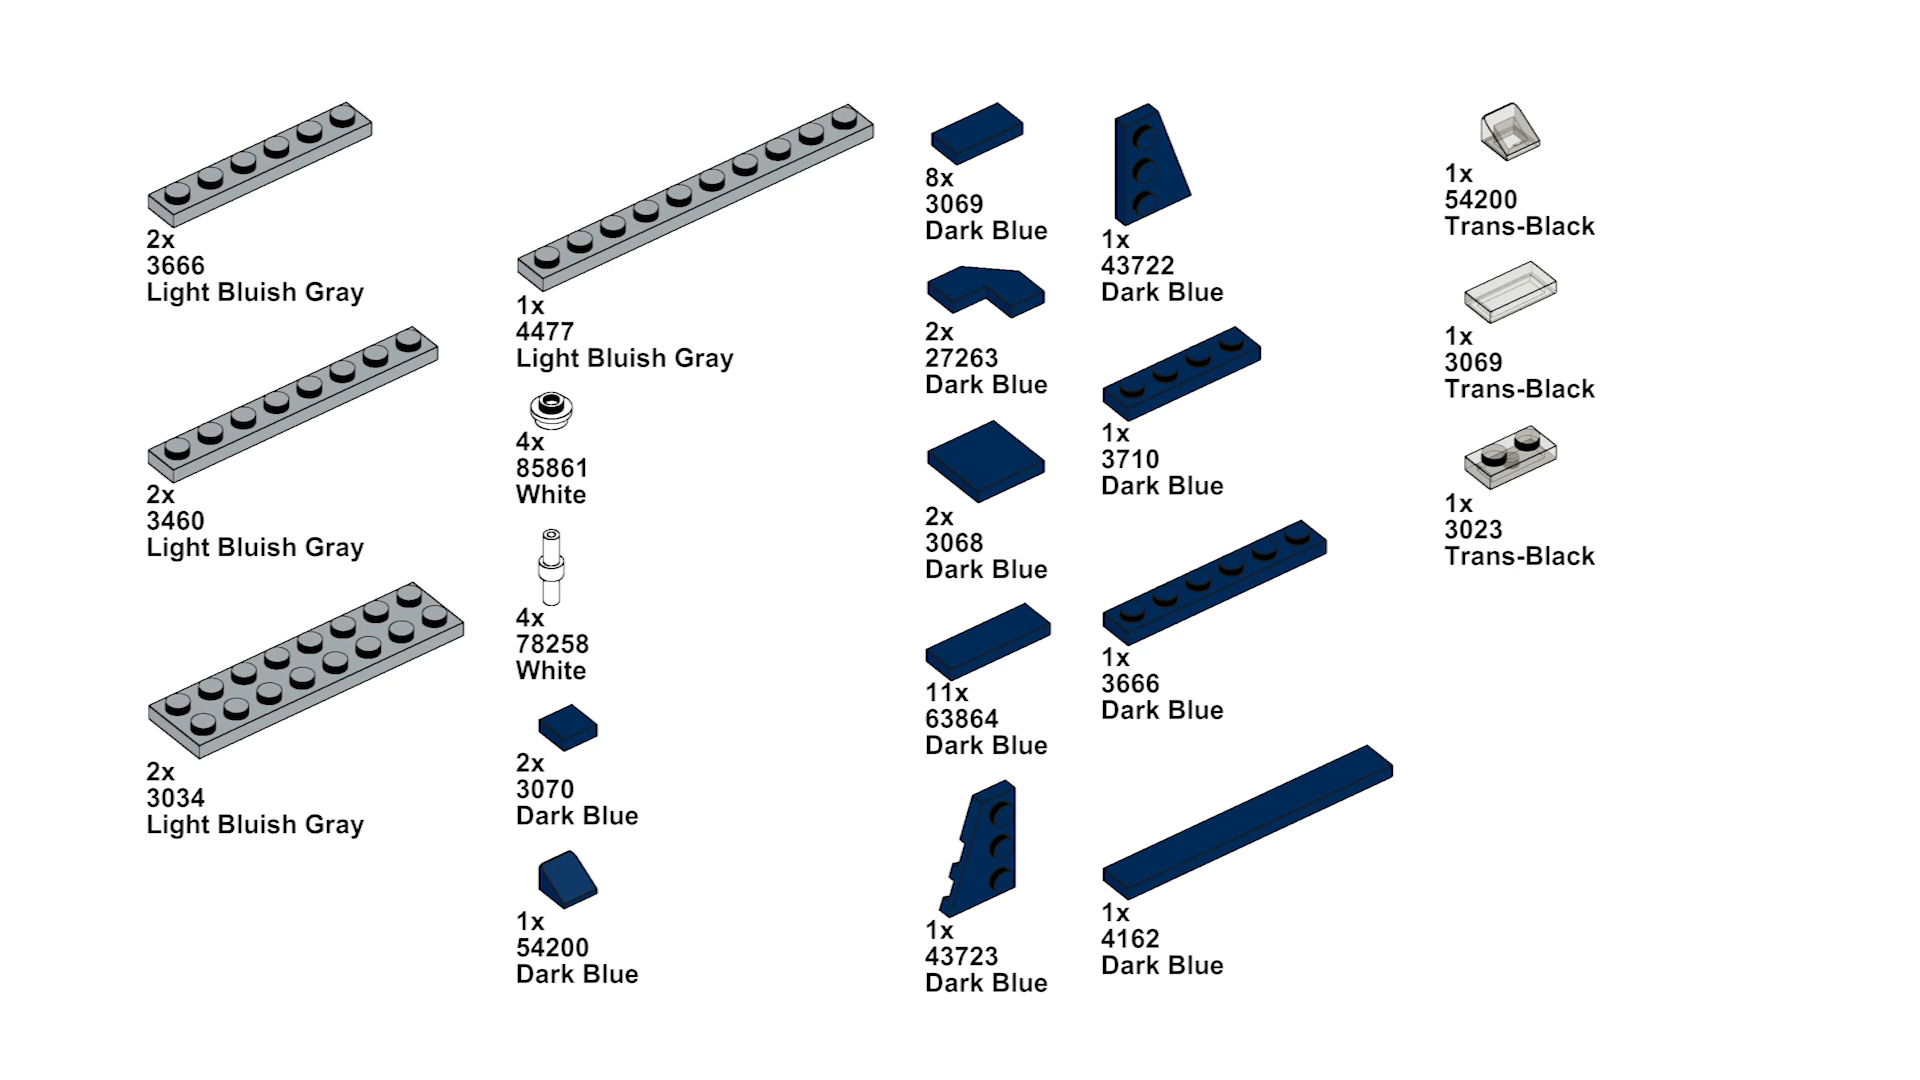 2x
3666
Light Bluish Gray
2x
3460
Light Bluish Gray
2x
3034
Light Bluish Gray
1x
4477
Light Bluish Gray
4x
85861
White
4x
78258
White
2x
3070
Dark Blue
1x
54200
Dark Blue
8x
3069
Dark Blue
2x
27263
Dark Blue
2x
3068
Dark Blue
11x
63864
Dark Blue
1x
43723
Dark Blue
1x
43722
Dark Blue
1x
3710
Dark Blue
1x
3666
Dark Blue
1x
4162
Dark Blue
1x
54200
Trans-Black
1x
3069
Trans-Black
1x
3023
Trans-Black